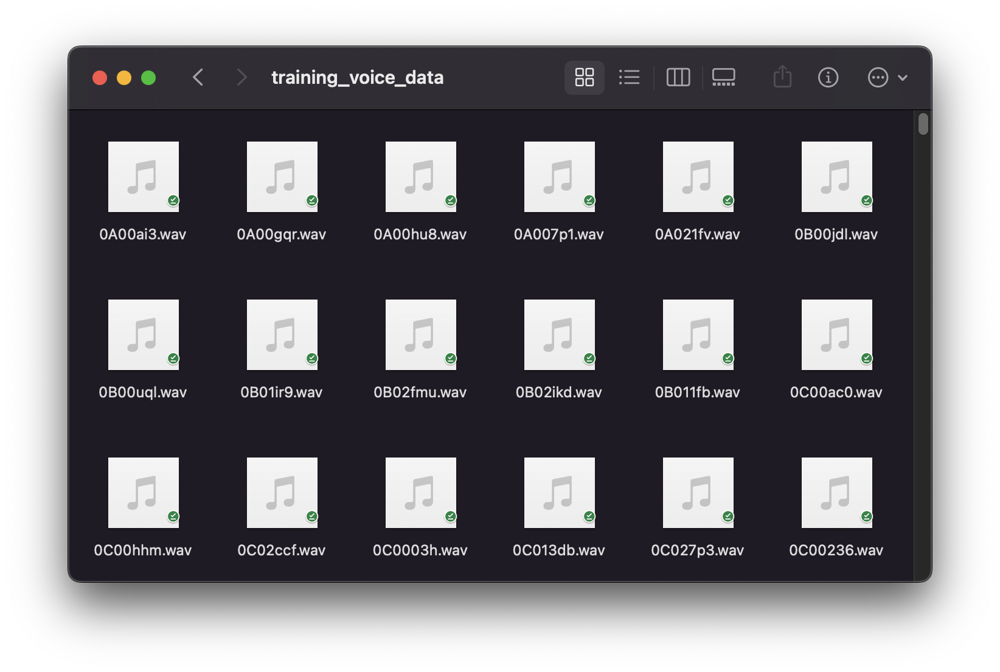 training_voice_data
0A00ai3.wav 0A00gqr.wav 0A00hu8.wav 0A007p1.wav 0A021fv.wav 0B00jdl.wav
0B00uql.wav 0B01ir9.wav 0B02fmu.wav 0B02ikd.wav 0B011fb.wav 0C00ac0.wav
0C00hhm.wav 0C02ccf.wav 0C0003h.wav 0C013db.wav 0C027p3.wav 0C00236.wav